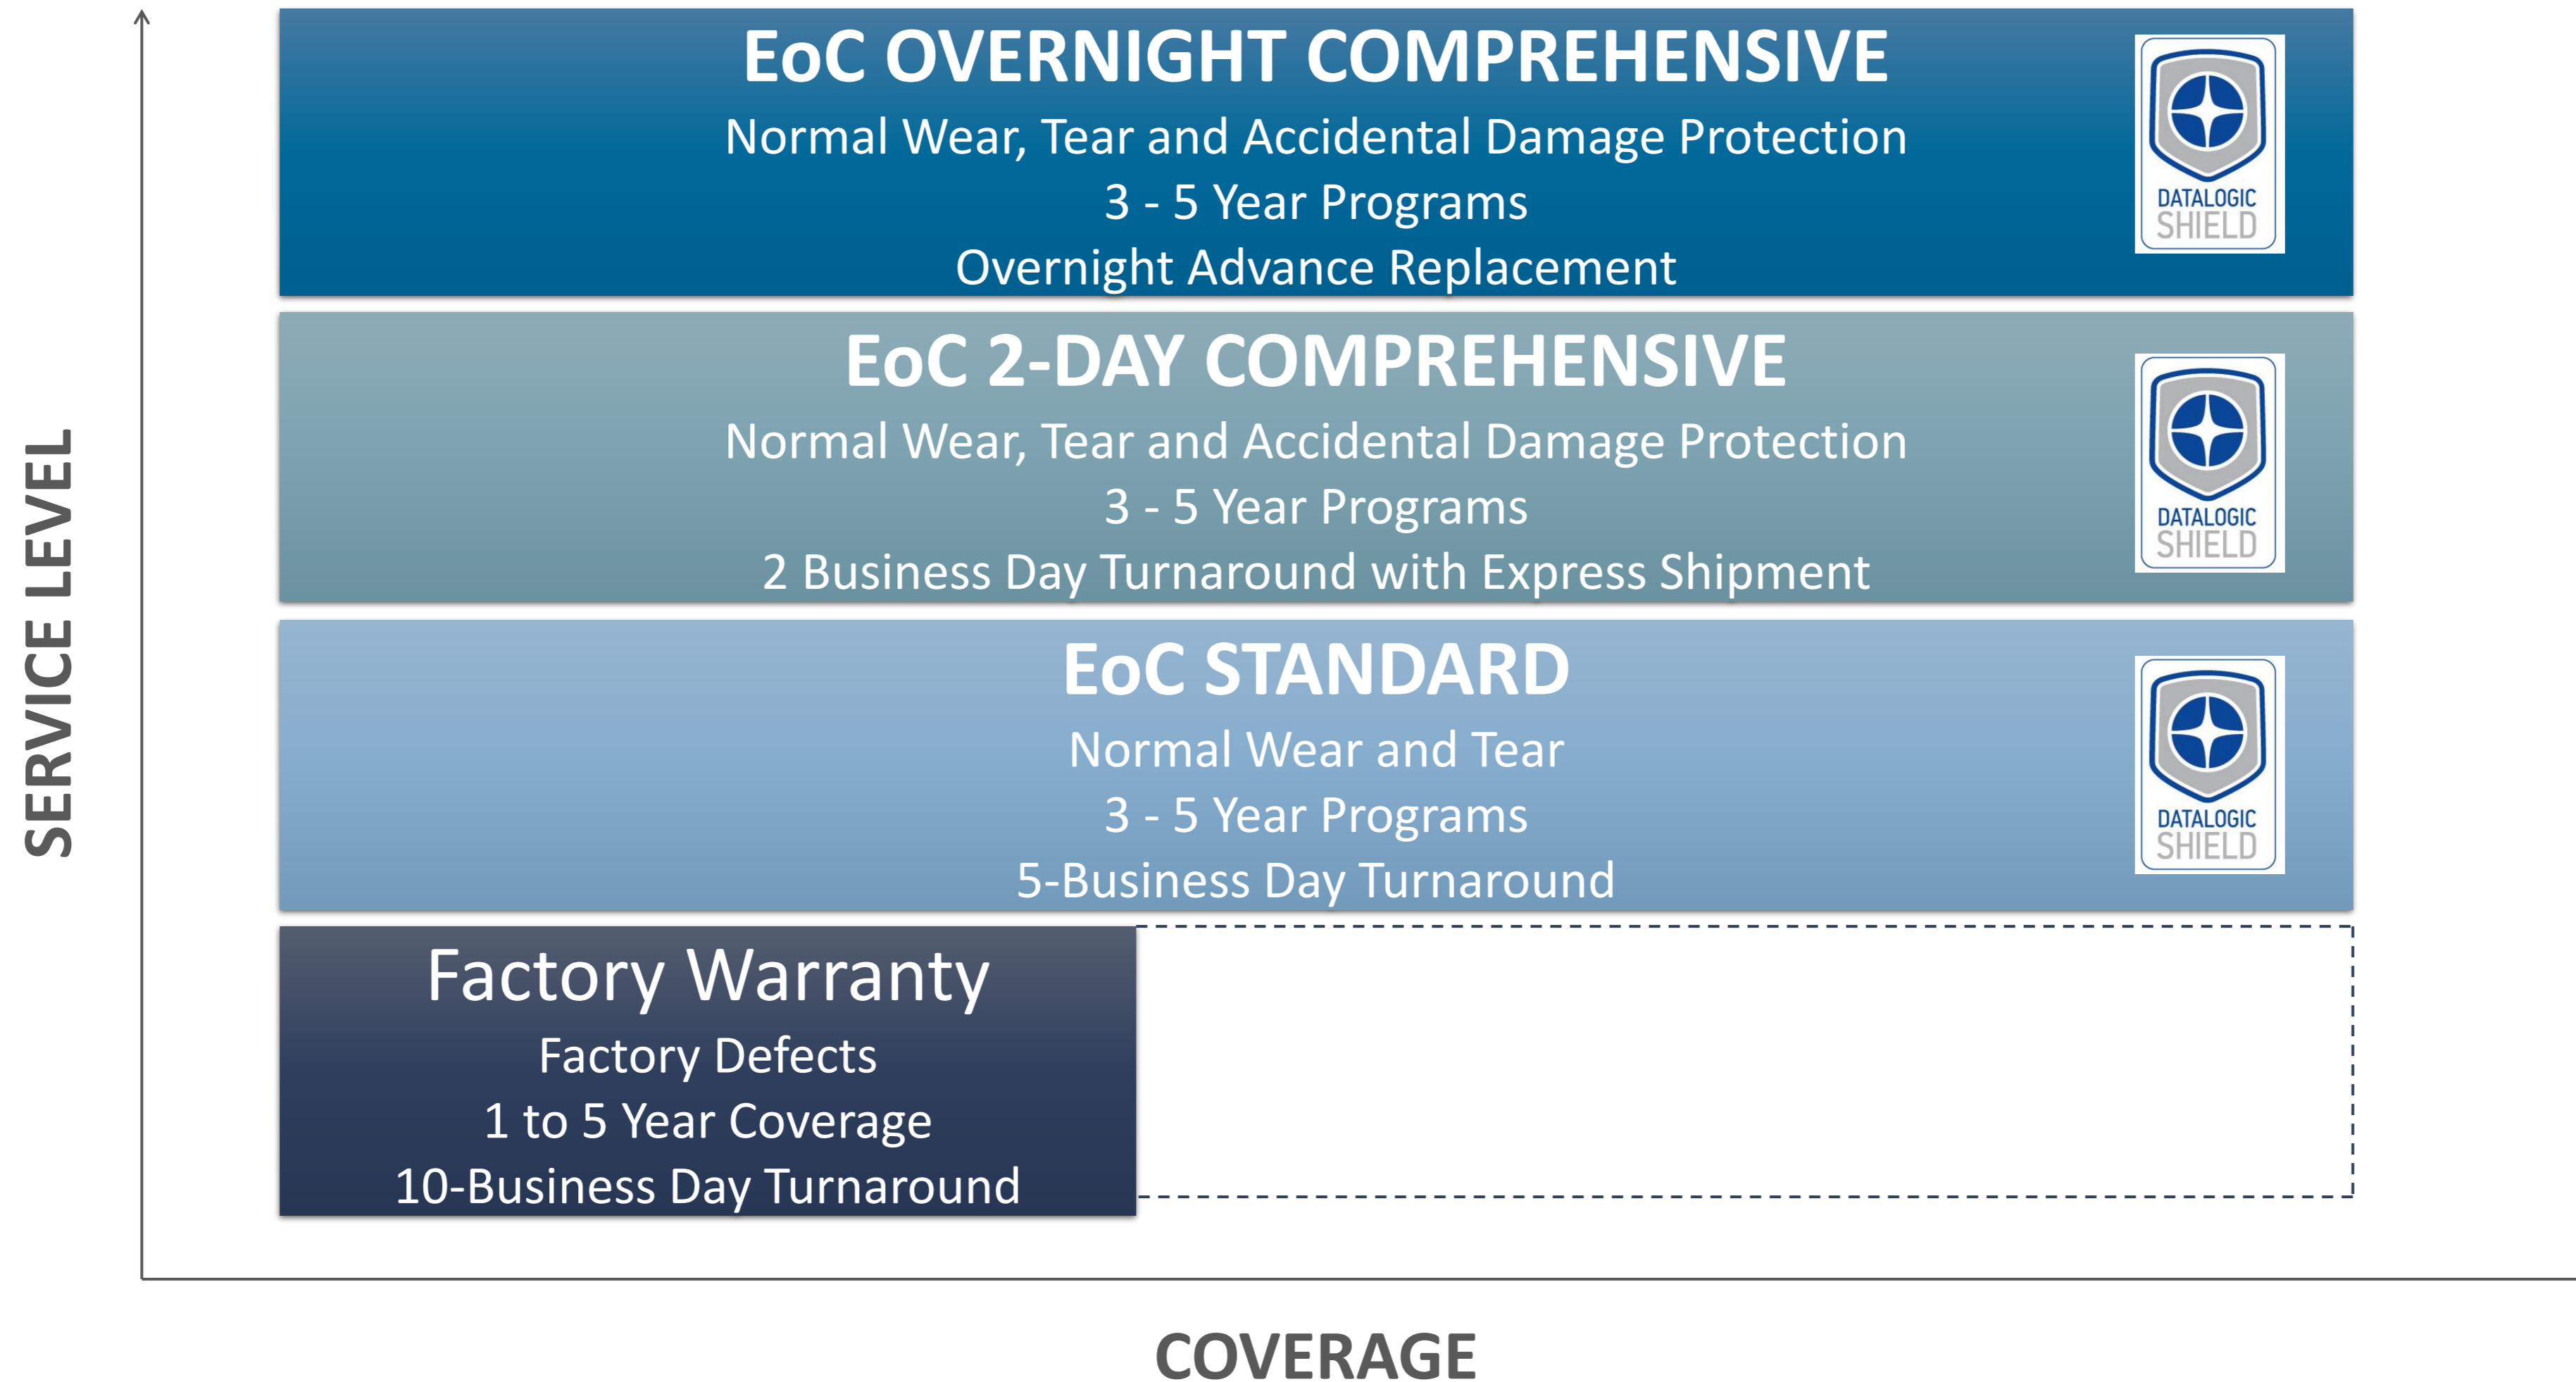 EoC OVERNIGHT COMPREHENSIVE
Normal Wear, Tear and Accidental Damage Protection
3 - 5 Year Programs
Overnight Advance Replacement
DATALOGIC
SHIELD
EoC 2-DAY COMPREHENSIVE
Normal Wear, Tear and Accidental Damage Protection
3 - 5 Year Programs
2 Business Day Turnaround with Express Shipment
DATALOGIC
SHIELD
SERVICE LEVEL
EoC STANDARD
Normal Wear and Tear
3 - 5 Year Programs
5-Business Day Turnaround
DATALOGIC
SHIELD
Factory Warranty
Factory Defects
1 to 5 Year Coverage
10-Business Day Turnaround
COVERAGE